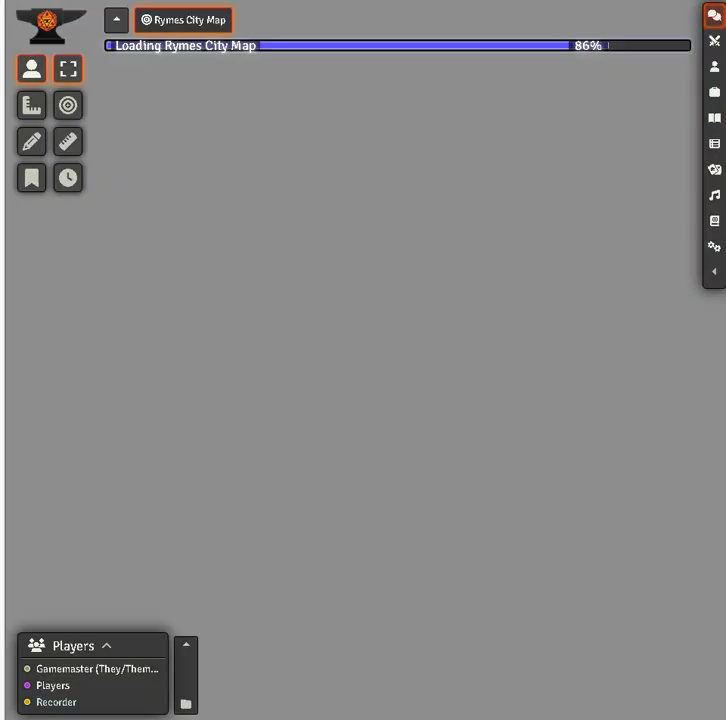 Rymes City Map
Loading Rymes City Map 86%
Players
Gamemaster (They/Them...
Players
Recorder